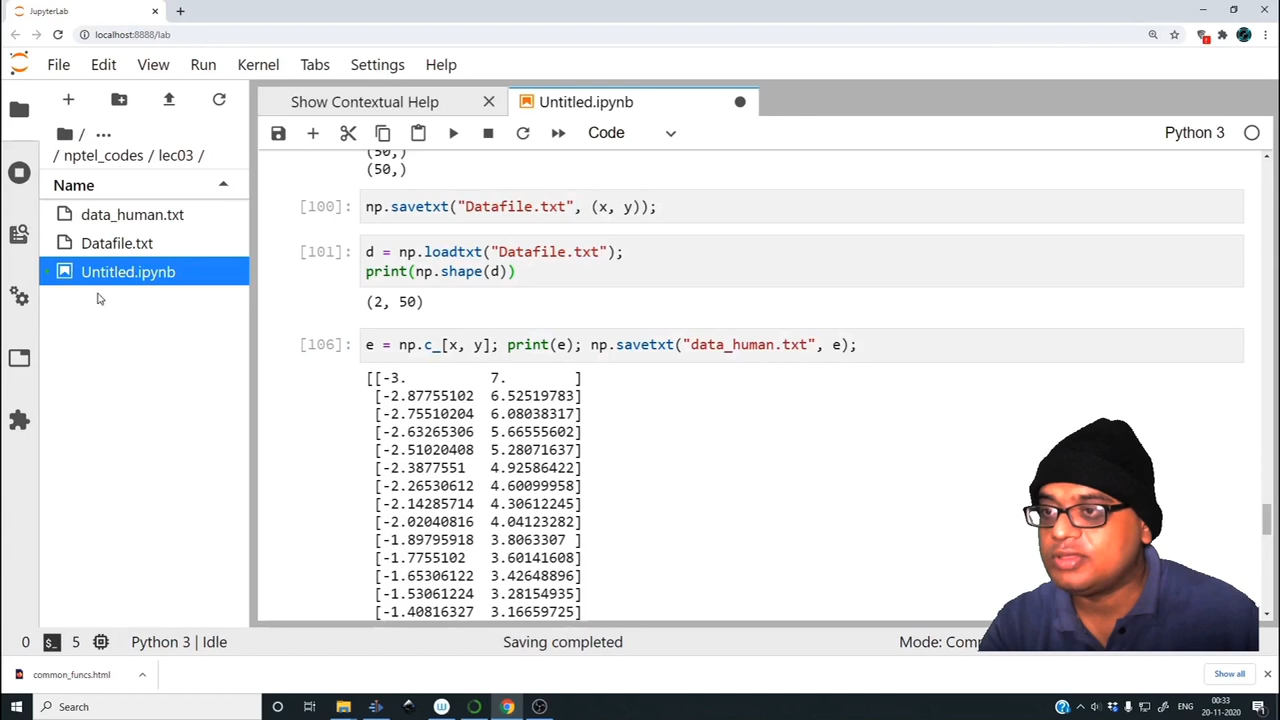 JupyterLab
localhost:8888/lab
File Edit View Run Kernel Tabs Settings Help
Show Contextual Help
Untitled.ipynb
/ ...
/ nptel_codes / lec03 /
Name
data_human.txt
Datafile.txt
Untitled.ipynb
Code
Python 3
(50,)
(50,)
[100]: np.savetxt("Datafile.txt", (x, y));
[101]: d = np.loadtxt("Datafile.txt");
print(np.shape(d))
(2, 50)
[106]: e = np.c_[x, y]; print(e); np.savetxt("data_human.txt", e);
[[-3. 7. ]
[-2.87755102 6.52519783]
[-2.75510204 6.08038317]
[-2.63265306 5.66555602]
[-2.51020408 5.28071637]
[-2.3877551 4.92586422]
[-2.26530612 4.60099958]
[-2.14285714 4.30612245]
[-2.02040816 4.04123282]
[-1.89795918 3.8063307 ]
[-1.7755102 3.60141608]
[-1.65306122 3.42648896]
[-1.53061224 3.28154935]
[-1.40816327 3.16659725]
0 5 Python 3 | Idle Saving completed Mode: Com
common_funcs.html
Show all
Search
ENG
00:33
20-11-2020